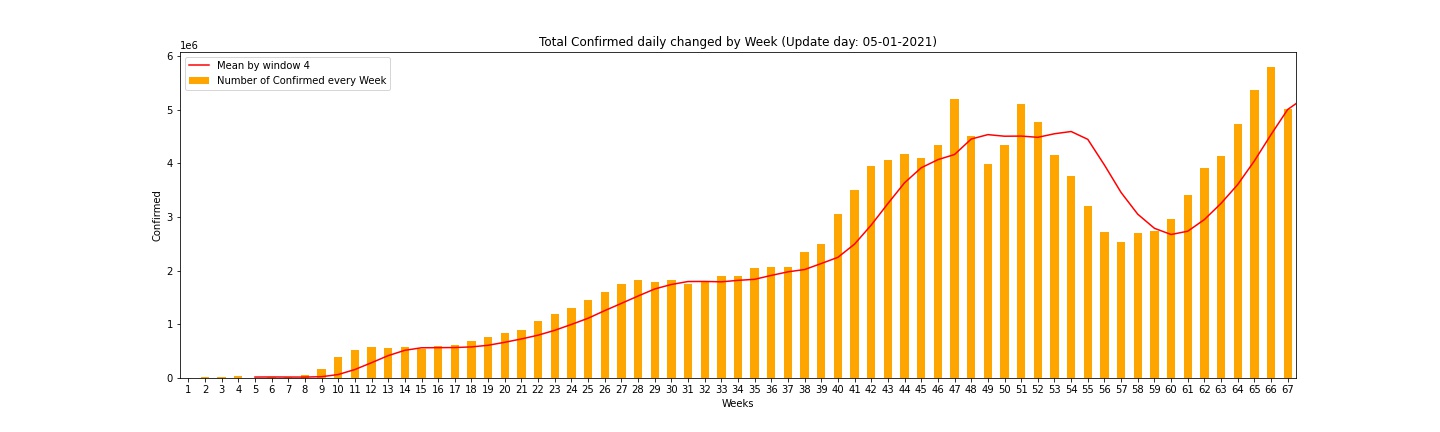 Total Confirmed daily changed by Week (Update day: 05-01-2021)
1e6
Mean by window 4
Number of Confirmed every Week
6
5
4
3
2
1
0
Confirmed
1 2 3 4 5 6 7 8 9 10 11 12 13 14 15 16 17 18 19 20 21 22 23 24 25 26 27 28 29 30 31 32 33 34 35 36 37 38 39 40 41 42 43 44 45 46 47 48 49 50 51 52 53 54 55 56 57 58 59 60 61 62 63 64 65 66 67
Weeks